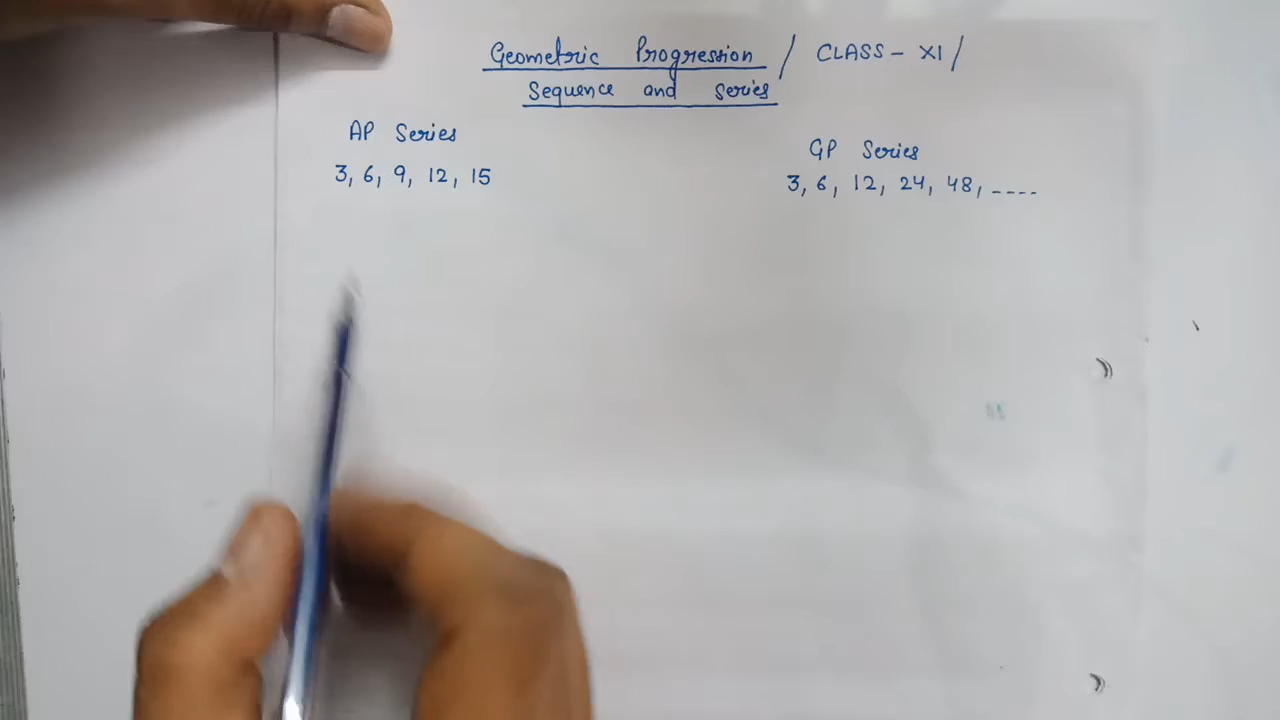 Geometric Progression / CLASS - XI /
Sequence and Series
AP Series
3, 6, 9, 12, 15
GP Series
3, 6, 12, 24, 48, ----